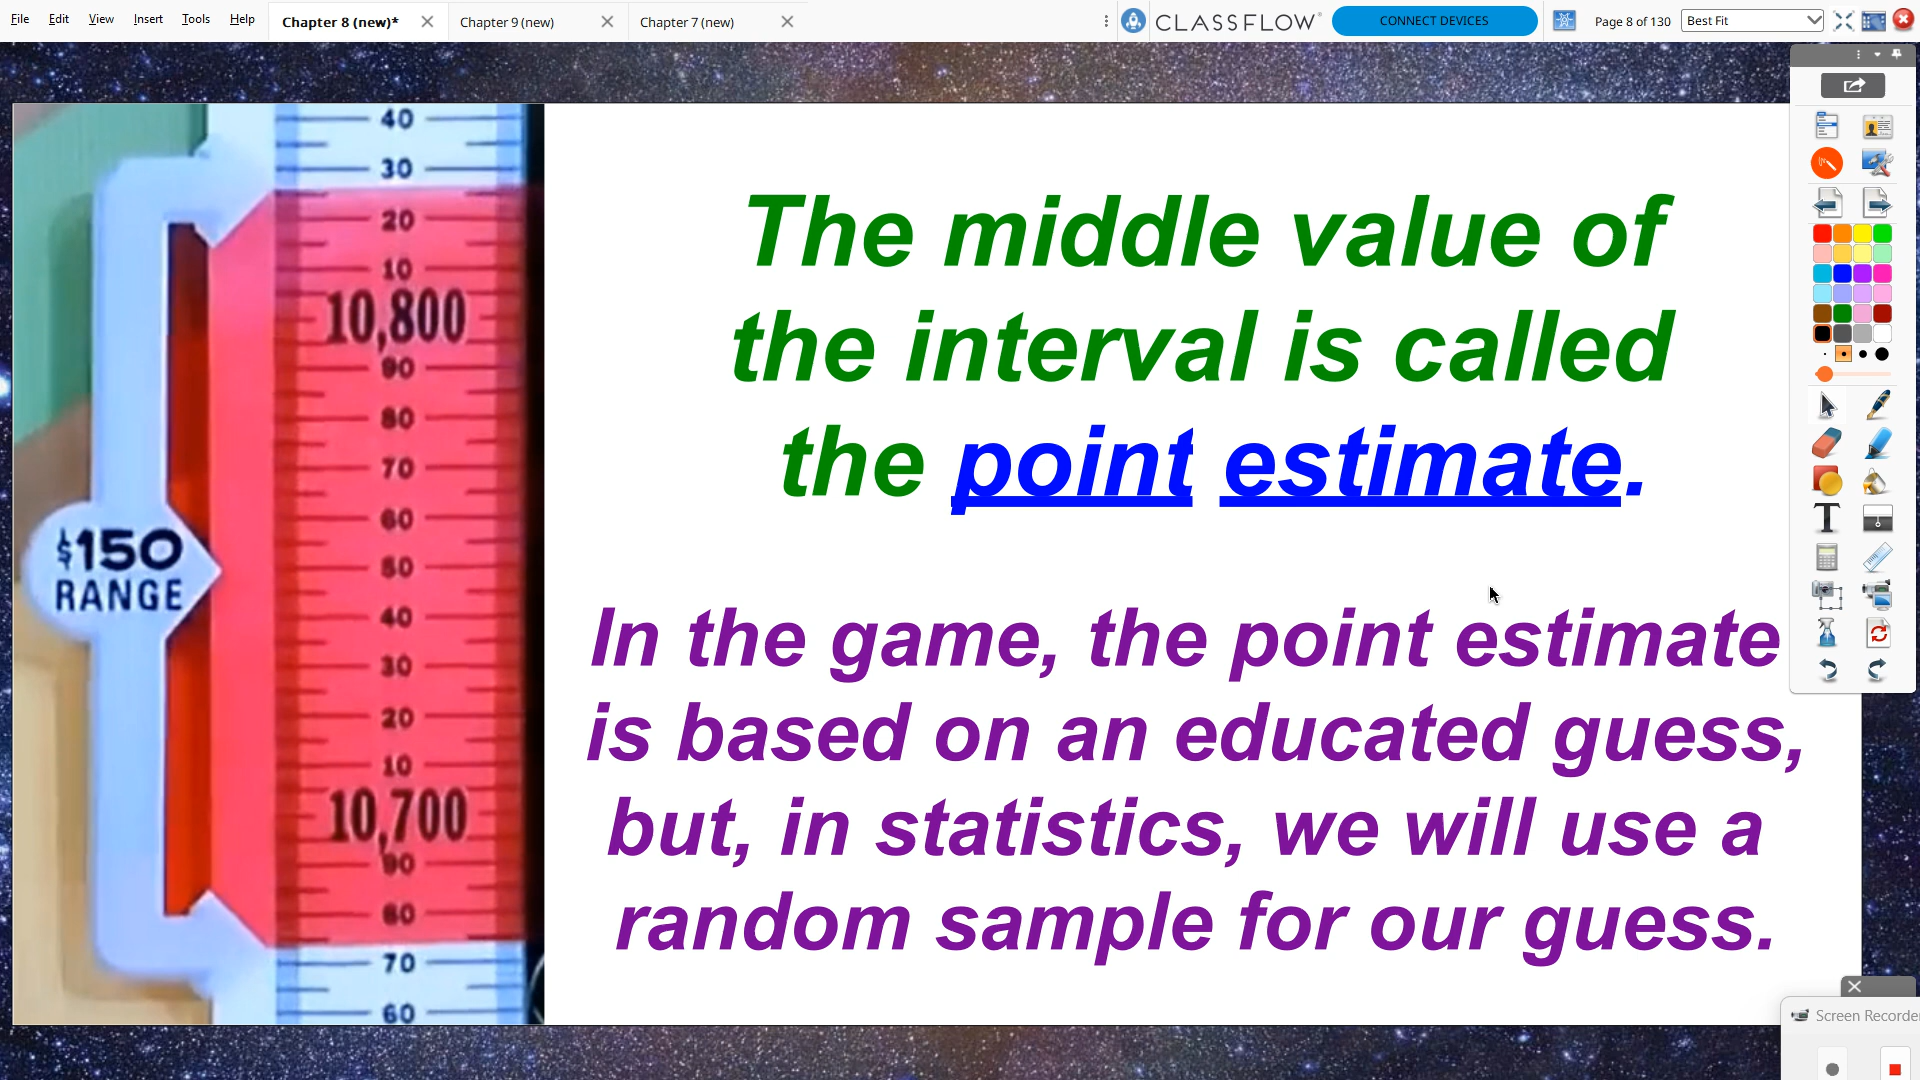 File Edit View Insert Tools Help Chapter 8 (new)* Chapter 9 (new) Chapter 7 (new) CLASSFLOW CONNECT DEVICES Page 8 of 130 Best Fit
40
30
20
10
10,800
90
80
70
60
$150
50
RANGE
40
30
20
10
10,700
90
80
70
60
The middle value of
the interval is called
the point estimate.
In the game, the point estimate
is based on an educated guess,
but, in statistics, we will use a
random sample for our guess.
Screen Recorder